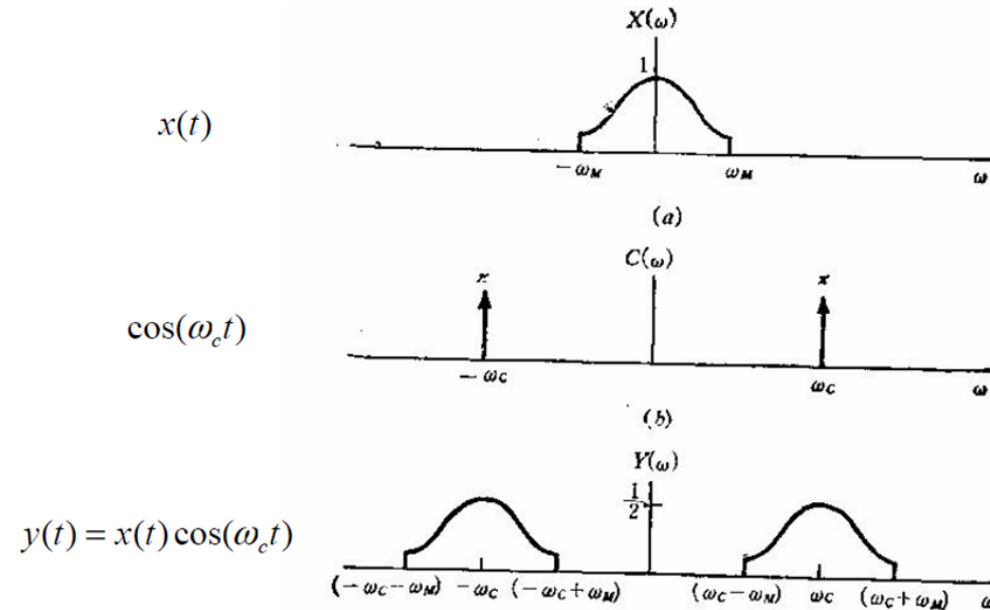 X(ω)
1
x(t)
-ω_M ω_M ω
(a)
C(ω)
π
cos(ω_c t)
-ω_C ω_C ω
(b)
Y(ω)
1/2
y(t) = x(t)cos(ω_c t)
(-ω_C-ω_M) -ω_C (-ω_C+ω_M) (ω_C-ω_M) ω_C (ω_C+ω_M) ω